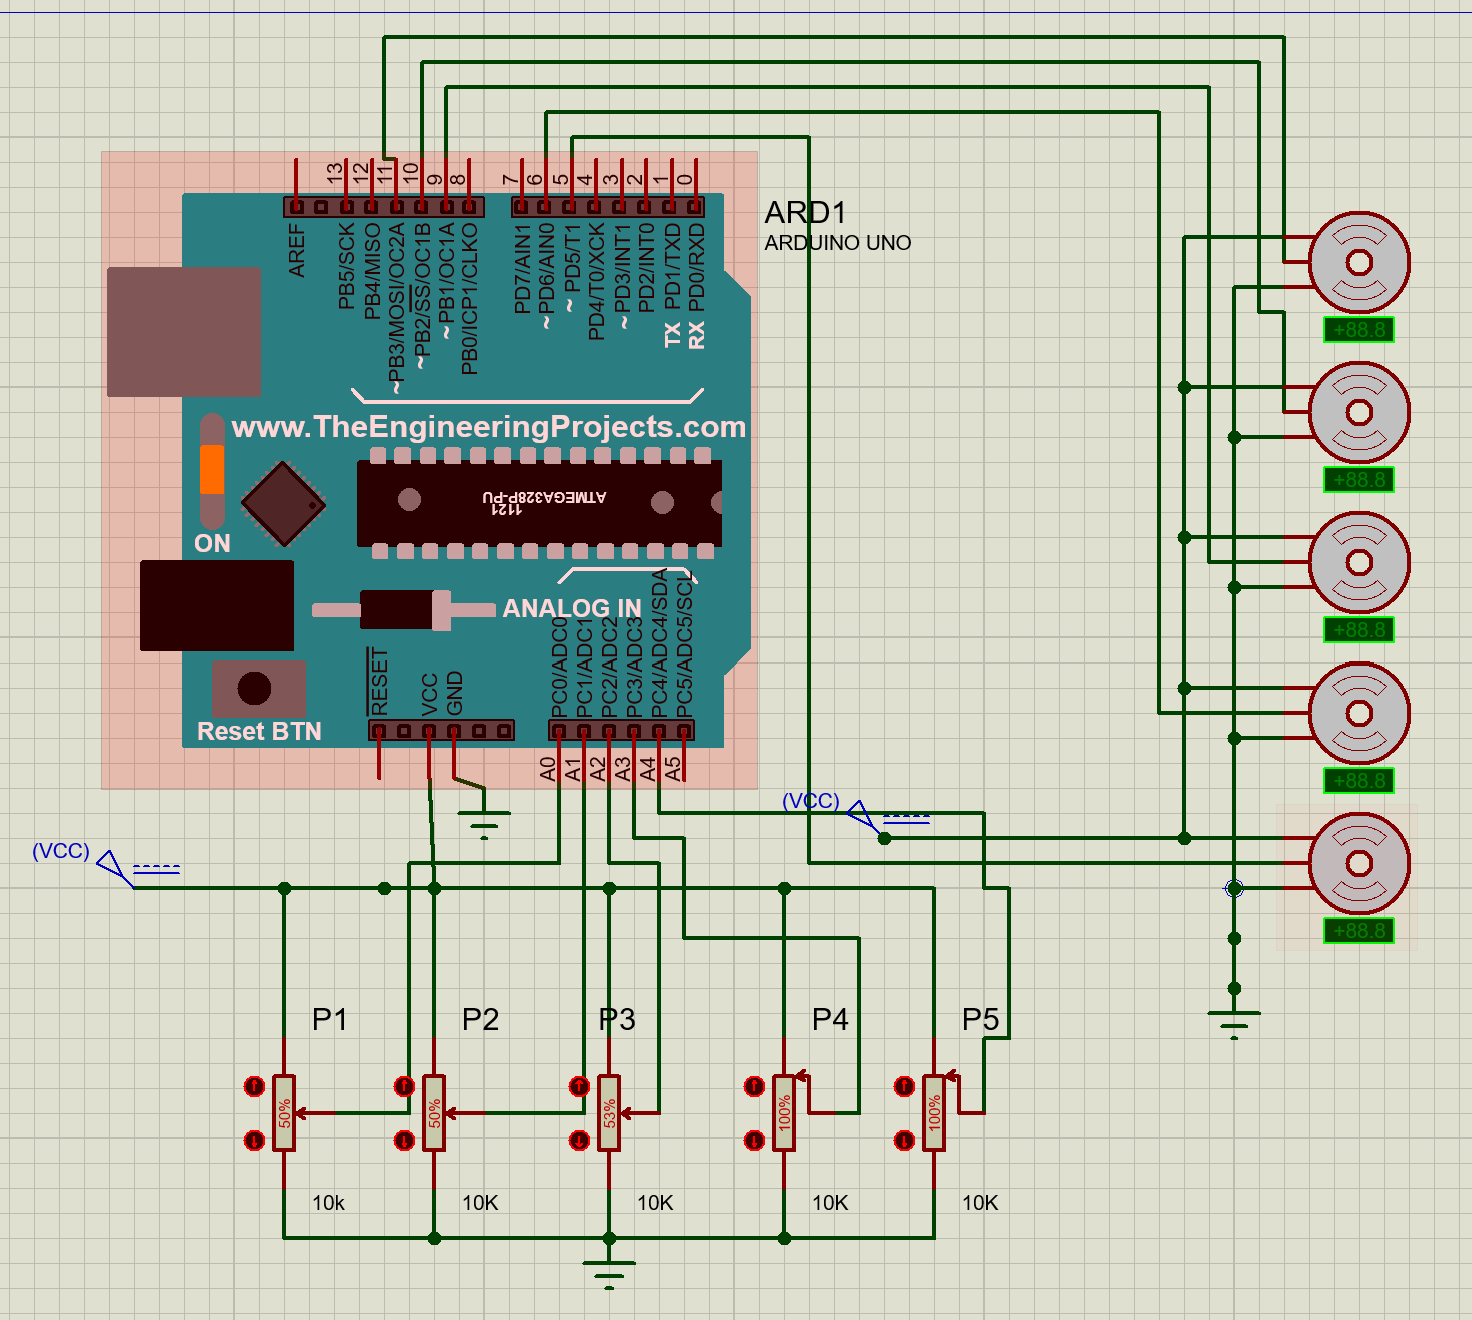 13
12
11
10
9
8
7
6
5
4
3
2
1
0
ARD1
ARDUINO UNO
AREF
PB5/SCK
PB4/MISO
~PB3/MOSI/OC2A
~PB2/SS/OC1B
~PB1/OC1A
PB0/ICP1/CLKO
PD7/AIN1
~PD6/AIN0
~PD5/T1
PD4/T0/XCK
~PD3/INT1
PD2/INT0
TX PD1/TXD
RX PD0/RXD
+88.8
www.TheEngineeringProjects.com
+88.8
ATMEGA328P-PU
1121
ON
ANALOG IN
+88.8
RESET
VCC
GND
PC0/ADC0
PC1/ADC1
PC2/ADC2
PC3/ADC3
PC4/ADC4/SDA
PC5/ADC5/SCL
Reset BTN
A0
A1
A2
A3
A4
A5
+88.8
(VCC)
(VCC)
+88.8
P1
P2
P3
P4
P5
50%
50%
53%
100%
100%
10k
10K
10K
10K
10K